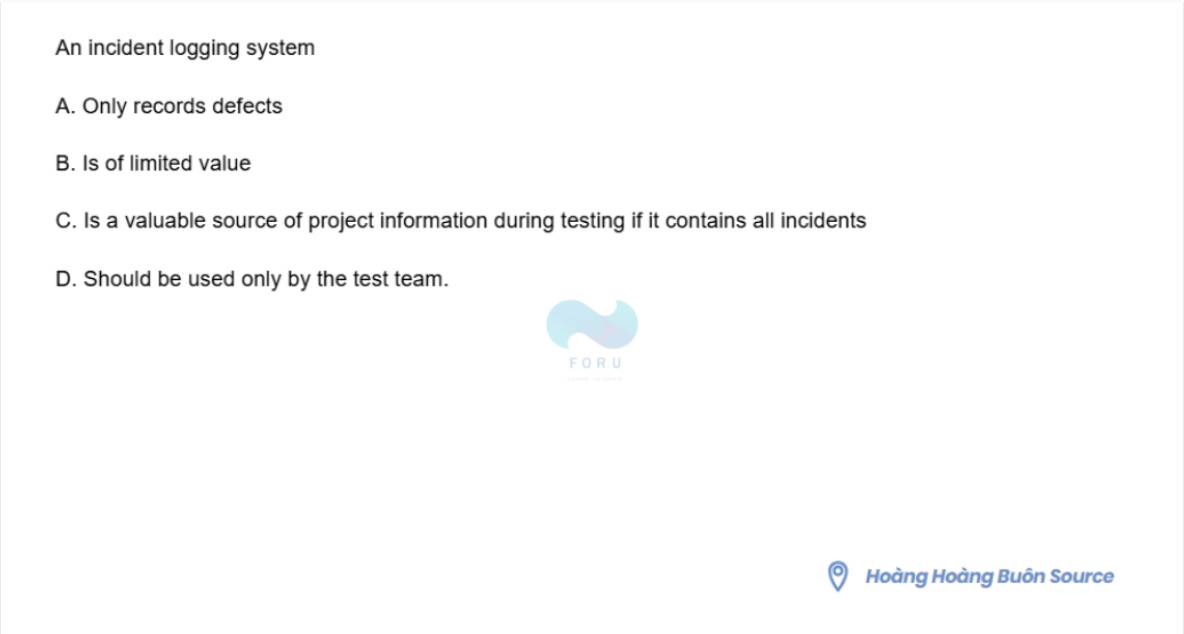 An incident logging system
A. Only records defects
B. Is of limited value
C. Is a valuable source of project information during testing if it contains all incidents
D. Should be used only by the test team.
FORU
Hoàng Hoàng Buôn Source